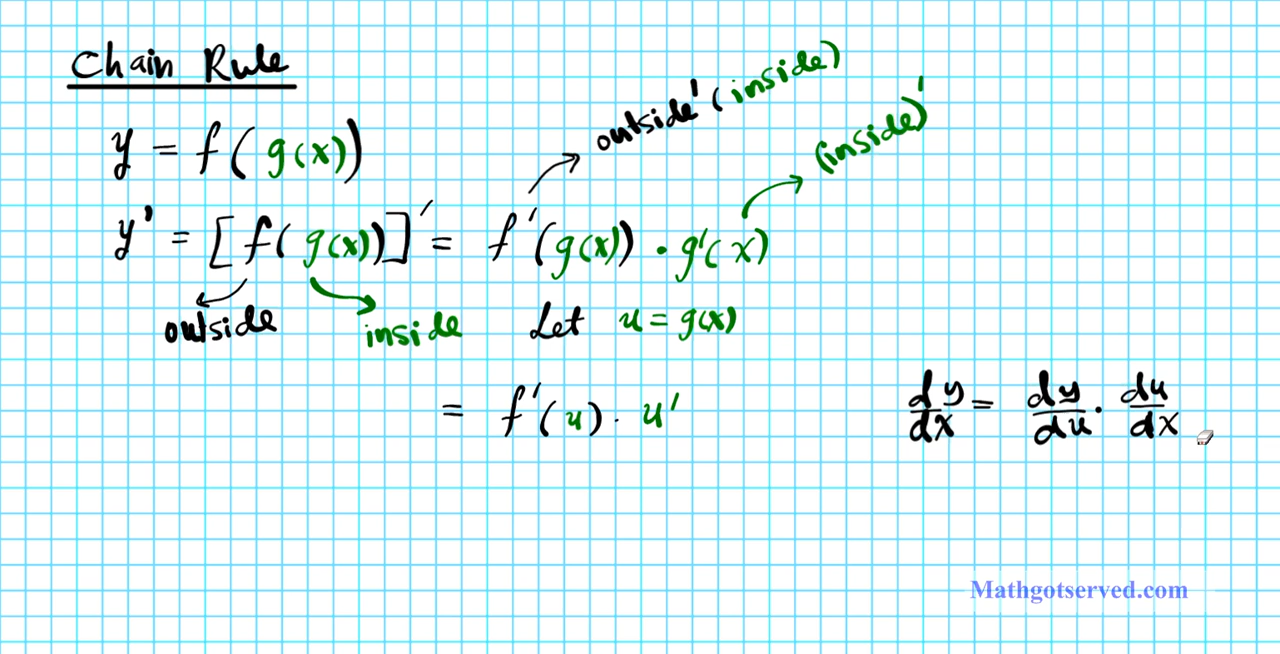 Chain Rule
y = f(g(x))
outside'(inside)
(inside)'
y' = [f(g(x))]' = f'(g(x)) · g'(x)
outside
inside
Let u = g(x)
= f'(u) · u'
dy/dx = dy/du · du/dx
Mathgotserved.com